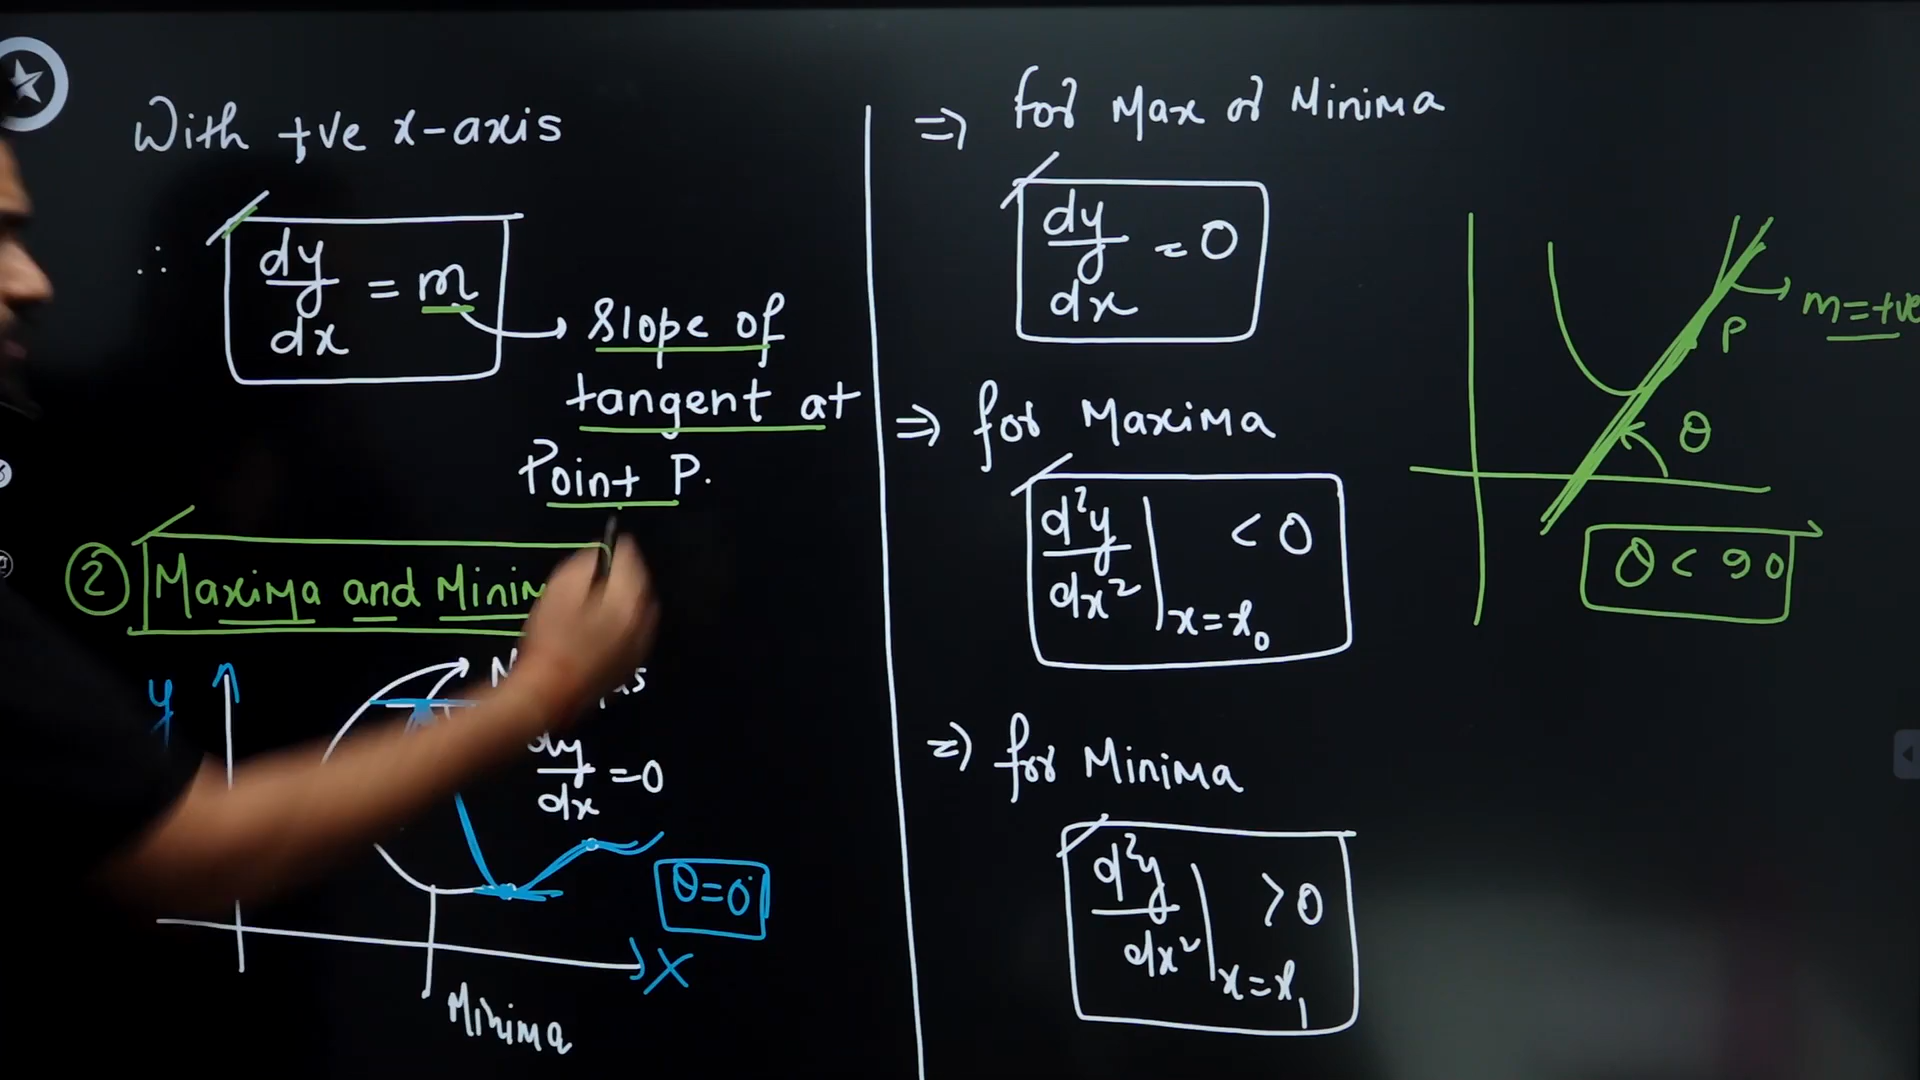 With +ve x-axis
∴ dy/dx = m → Slope of
tangent at
Point P.
② Maxima and
y
dy/dx = 0
θ=0°
X
Minima
⇒ for Max or Minima
dy/dx = 0
⇒ for Maxima
d²y/dx² |x=x₀ < 0
⇒ for Minima
d²y/dx² |x=x₁ > 0
m=+ve
P
θ
θ < 90